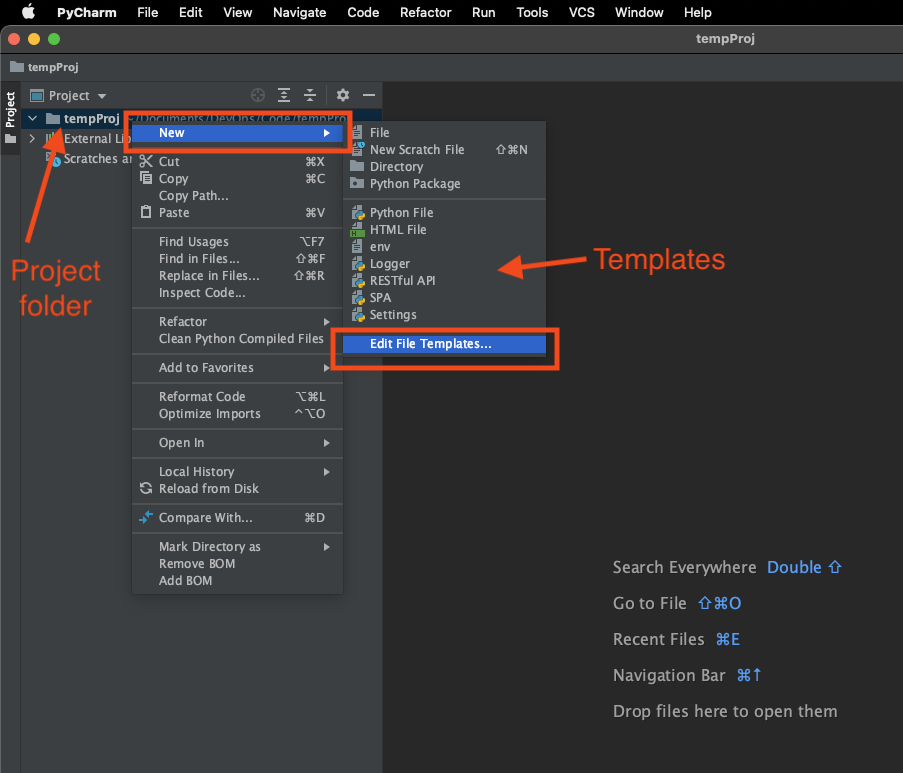 PyCharm File Edit View Navigate Code Refactor Run Tools VCS Window Help
tempProj
tempProj
Project
Project
tempProj ~/Documents/DevOps/Code/tempProj
External Lib
Scratches an
New
Cut ⌘X
Copy ⌘C
Copy Path...
Paste ⌘V
Find Usages ⌥F7
Find in Files... ⇧⌘F
Replace in Files... ⇧⌘R
Inspect Code...
Refactor
Clean Python Compiled Files
Add to Favorites
Reformat Code ⌥⌘L
Optimize Imports ^⌥O
Open In
Local History
Reload from Disk
Compare With... ⌘D
Mark Directory as
Remove BOM
Add BOM
File
New Scratch File ⇧⌘N
Directory
Python Package
Python File
HTML File
env
Logger
RESTful API
SPA
Settings
Edit File Templates...
Project
folder
Templates
Search Everywhere Double ⇧
Go to File ⇧⌘O
Recent Files ⌘E
Navigation Bar ⌘↑
Drop files here to open them